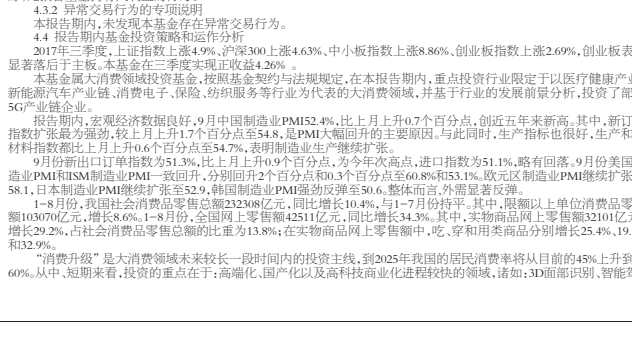 4.3.2 异常交易行为的专项说明
本报告期内,未发现本基金存在异常交易行为。
4.4 报告期内基金投资策略和运作分析
2017年三季度,上证指数上涨4.9%、沪深300上涨4.63%、中小板指数上涨8.86%、创业板指数上涨2.69%,创业板表
显著落后于主板。本基金在三季度实现正收益4.26% 。
本基金属大消费领域投资基金,按照基金契约与法规规定,在本报告期内,重点投资行业限定于以医疗健康产业
新能源汽车产业链、消费电子、保险、纺织服务等行业为代表的大消费领域,并基于行业的发展前景分析,投资了部
5G产业链企业。
报告期内,宏观经济数据良好,9月中国制造业PMI52.4%,比上月上升0.7个百分点,创近五年来新高。其中,新订
指数扩张最为强劲,较上月上升1.7个百分点至54.8,是PMI大幅回升的主要原因。与此同时,生产指标也很好,生产和
材料指数都比上月上升0.6个百分点至54.7%,表明制造业生产继续扩张。
9月份新出口订单指数为51.3%,比上月上升0.9个百分点,为今年次高点,进口指数为51.1%,略有回落。9月份美国
造业PMI和ISM制造业PMI一致回升,分别回升2个百分点和0.3个百分点至60.8%和53.1%。欧元区制造业PMI继续扩张
58.1,日本制造业PMI继续扩张至52.9,韩国制造业PMI强劲反弹至50.6。整体而言,外需显著反弹。
1-8月份,我国社会消费品零售总额232308亿元,同比增长10.4%,与1-7月份持平。其中,限额以上单位消费品零
额103070亿元,增长8.6%。1-8月份,全国网上零售额42511亿元,同比增长34.3%。其中,实物商品网上零售额32101亿元
增长29.2%,占社会消费品零售总额的比重为13.8%;在实物商品网上零售额中,吃、穿和用类商品分别增长25.4%、19.
和32.9%。
“消费升级”是大消费领域未来较长一段时间内的投资主线,到2025年我国的居民消费率将从目前的45%上升到
60%。从中、短期来看,投资的重点在于:高端化、国产化以及高科技商业化进程较快的领域,诸如:3D面部识别、智能驾